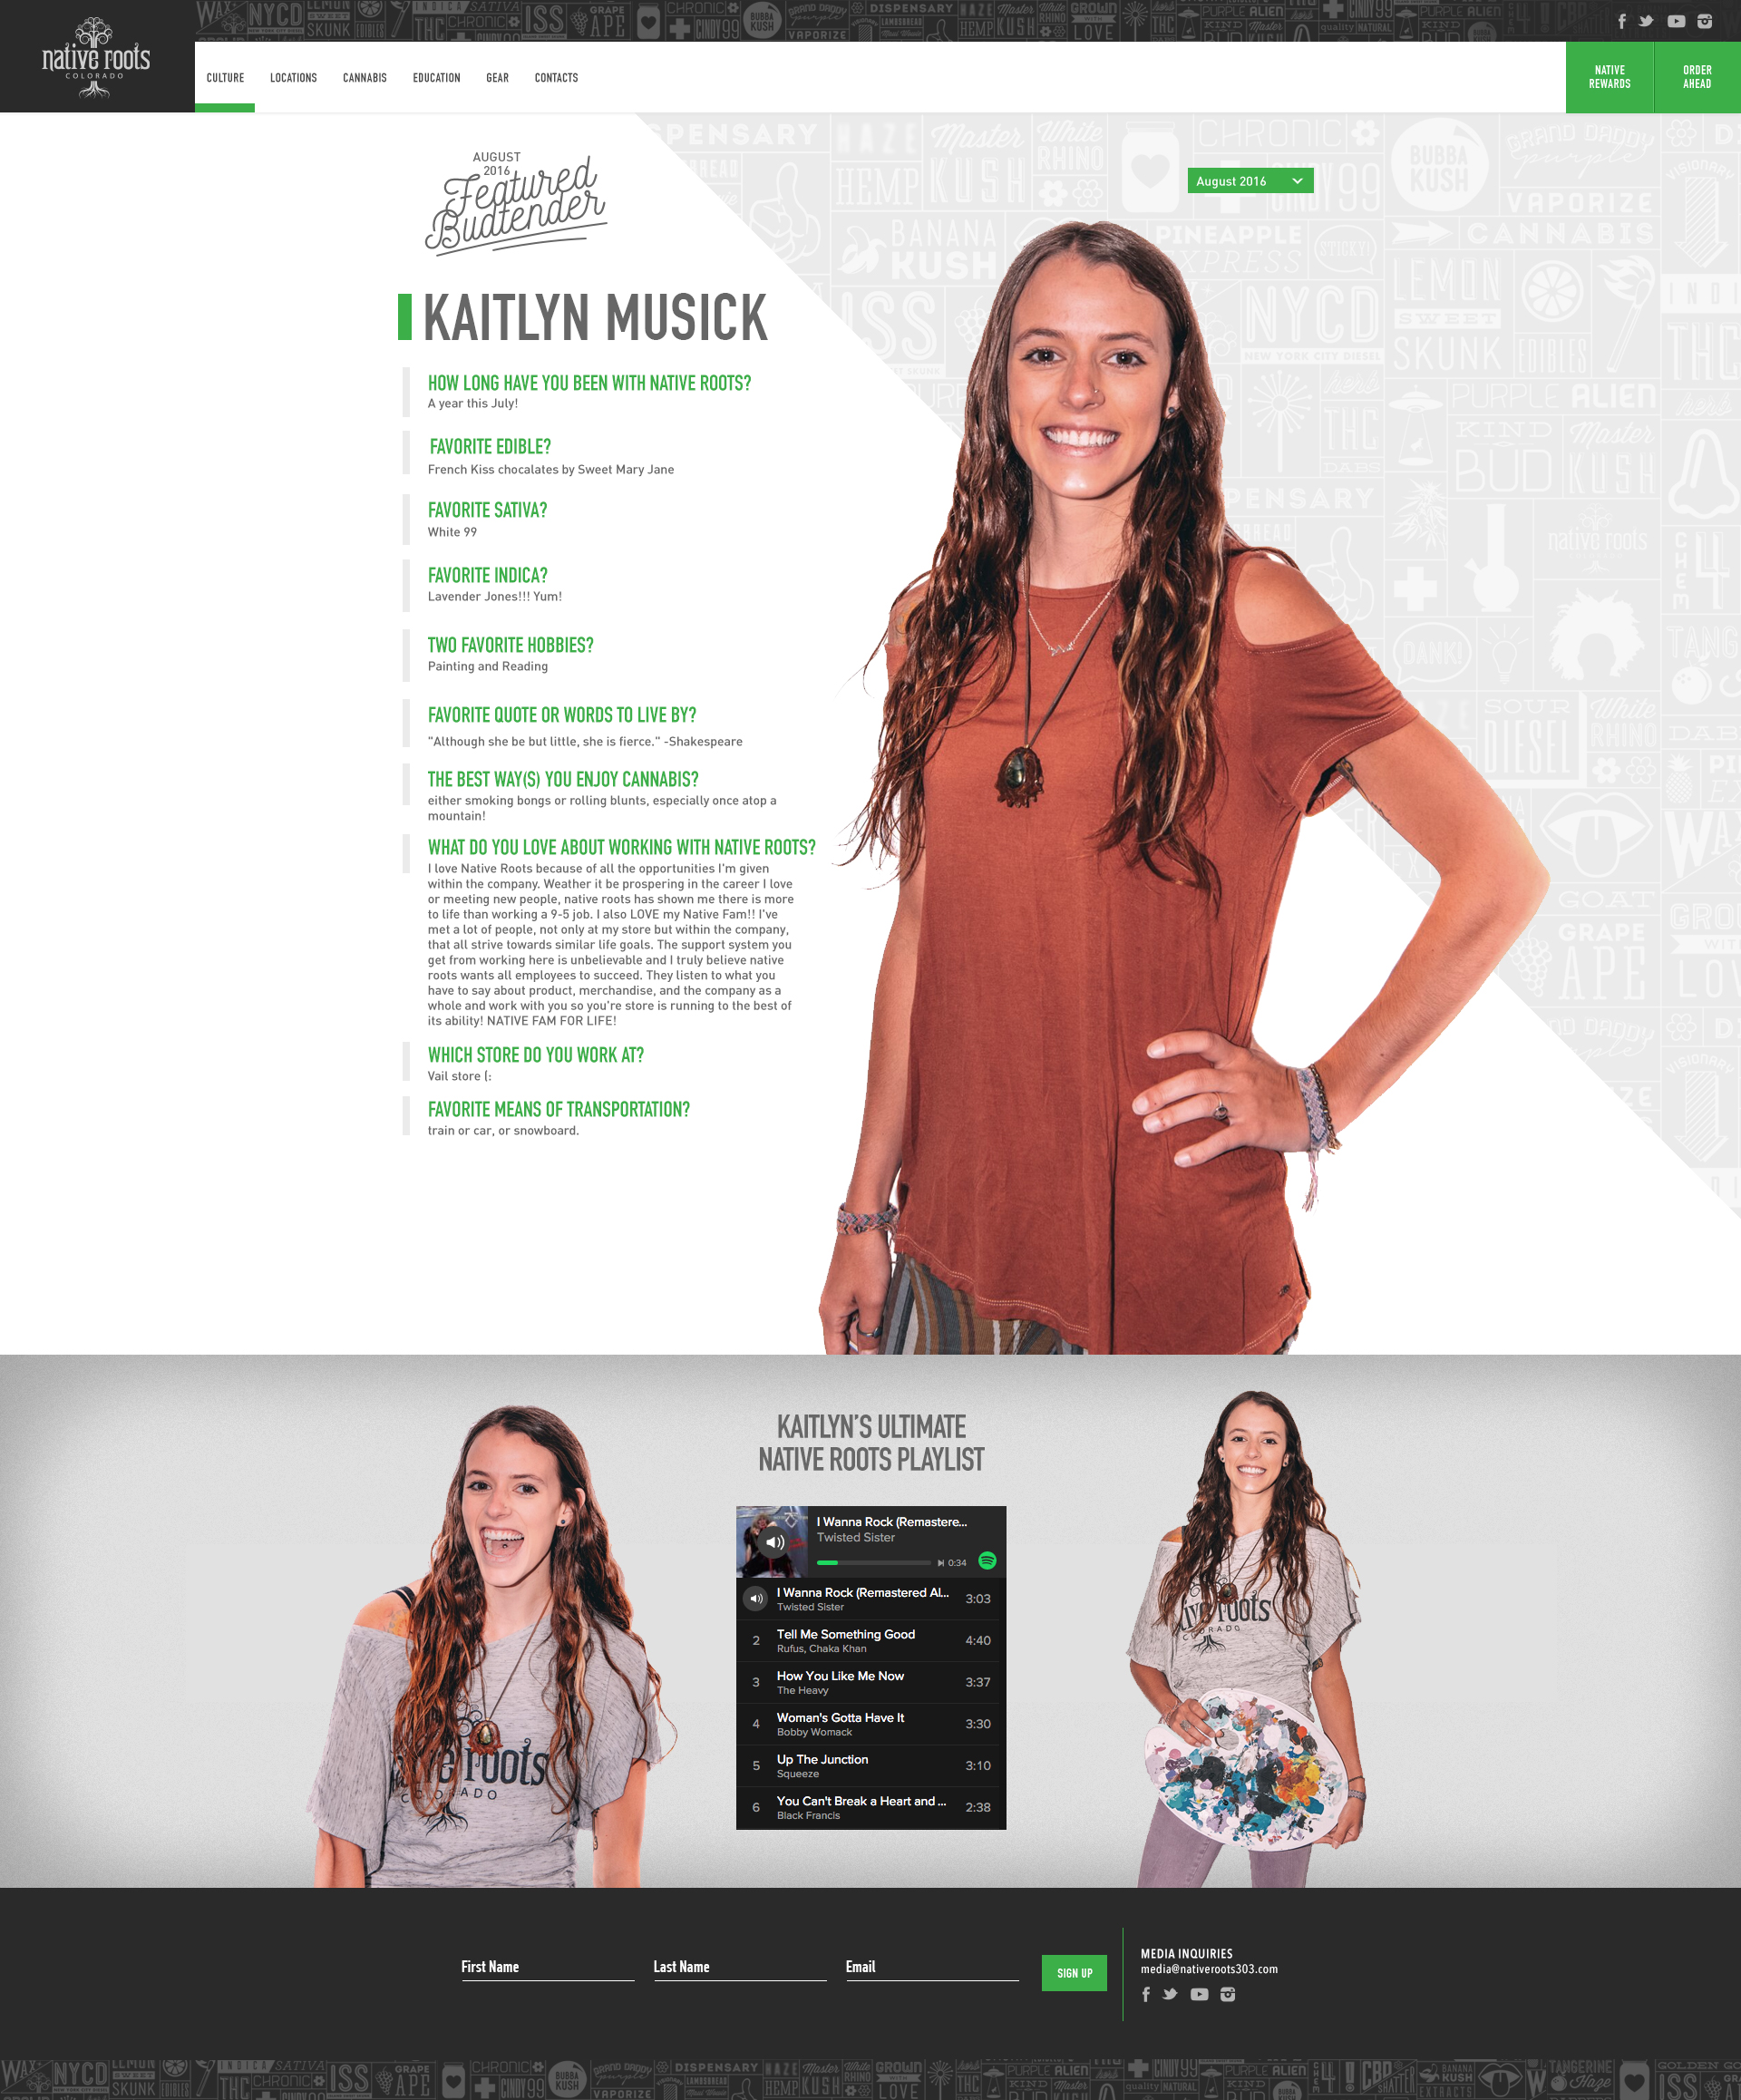 native roots
COLORADO
CULTURE
LOCATIONS
CANNABIS
EDUCATION
GEAR
CONTACTS
NATIVE
REWARDS
ORDER
AHEAD
AUGUST
2016
Featured
Budtender
August 2016
KAITLYN MUSICK
HOW LONG HAVE YOU BEEN WITH NATIVE ROOTS?
A year this July!
FAVORITE EDIBLE?
French Kiss chocalates by Sweet Mary Jane
FAVORITE SATIVA?
White 99
FAVORITE INDICA?
Lavender Jones!!! Yum!
TWO FAVORITE HOBBIES?
Painting and Reading
FAVORITE QUOTE OR WORDS TO LIVE BY?
"Although she be but little, she is fierce." -Shakespeare
THE BEST WAY(S) YOU ENJOY CANNABIS?
either smoking bongs or rolling blunts, especially once atop a
mountain!
WHAT DO YOU LOVE ABOUT WORKING WITH NATIVE ROOTS?
I love Native Roots because of all the opportunities I'm given
within the company. Weather it be prospering in the career I love
or meeting new people, native roots has shown me there is more
to life than working a 9-5 job. I also LOVE my Native Fam!! I've
met a lot of people, not only at my store but within the company,
that all strive towards similar life goals. The support system you
get from working here is unbelievable and I truly believe native
roots wants all employees to succeed. They listen to what you
have to say about product, merchandise, and the company as a
whole and work with you so you're store is running to the best of
its ability! NATIVE FAM FOR LIFE!
WHICH STORE DO YOU WORK AT?
Vail store (:
FAVORITE MEANS OF TRANSPORTATION?
train or car, or snowboard.
KAITLYN'S ULTIMATE
NATIVE ROOTS PLAYLIST
I Wanna Rock (Remastere...
Twisted Sister
0:34
I Wanna Rock (Remastered Al... 3:03
Twisted Sister
2 Tell Me Something Good 4:40
Rufus, Chaka Khan
3 How You Like Me Now 3:37
The Heavy
4 Woman's Gotta Have It 3:30
Bobby Womack
5 Up The Junction 3:10
Squeeze
6 You Can't Break a Heart and ... 2:38
Black Francis
roots
COLORADO
roots
COLORADO
First Name
Last Name
Email
SIGN UP
MEDIA INQUIRIES
media@nativeroots303.com